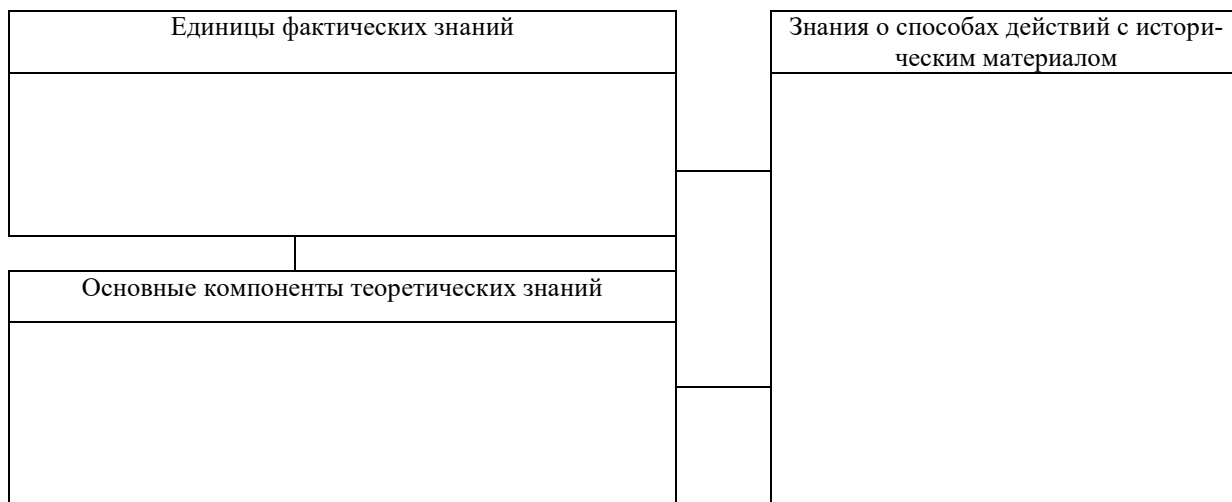 Единицы фактических знаний
Знания о способах действий с истори-
ческим материалом
Основные компоненты теоретических знаний